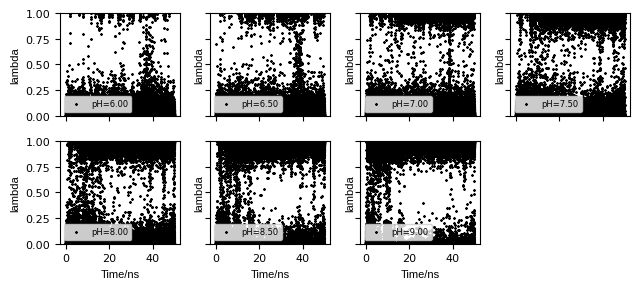 1.00
0.75
0.50
0.25
0.00
lambda
pH=6.00
lambda
pH=6.50
lambda
pH=7.00
lambda
pH=7.50
1.00
0.75
0.50
0.25
0.00
lambda
pH=8.00
lambda
pH=8.50
lambda
pH=9.00
0 20 40
0 20 40
0 20 40
Time/ns
Time/ns
Time/ns